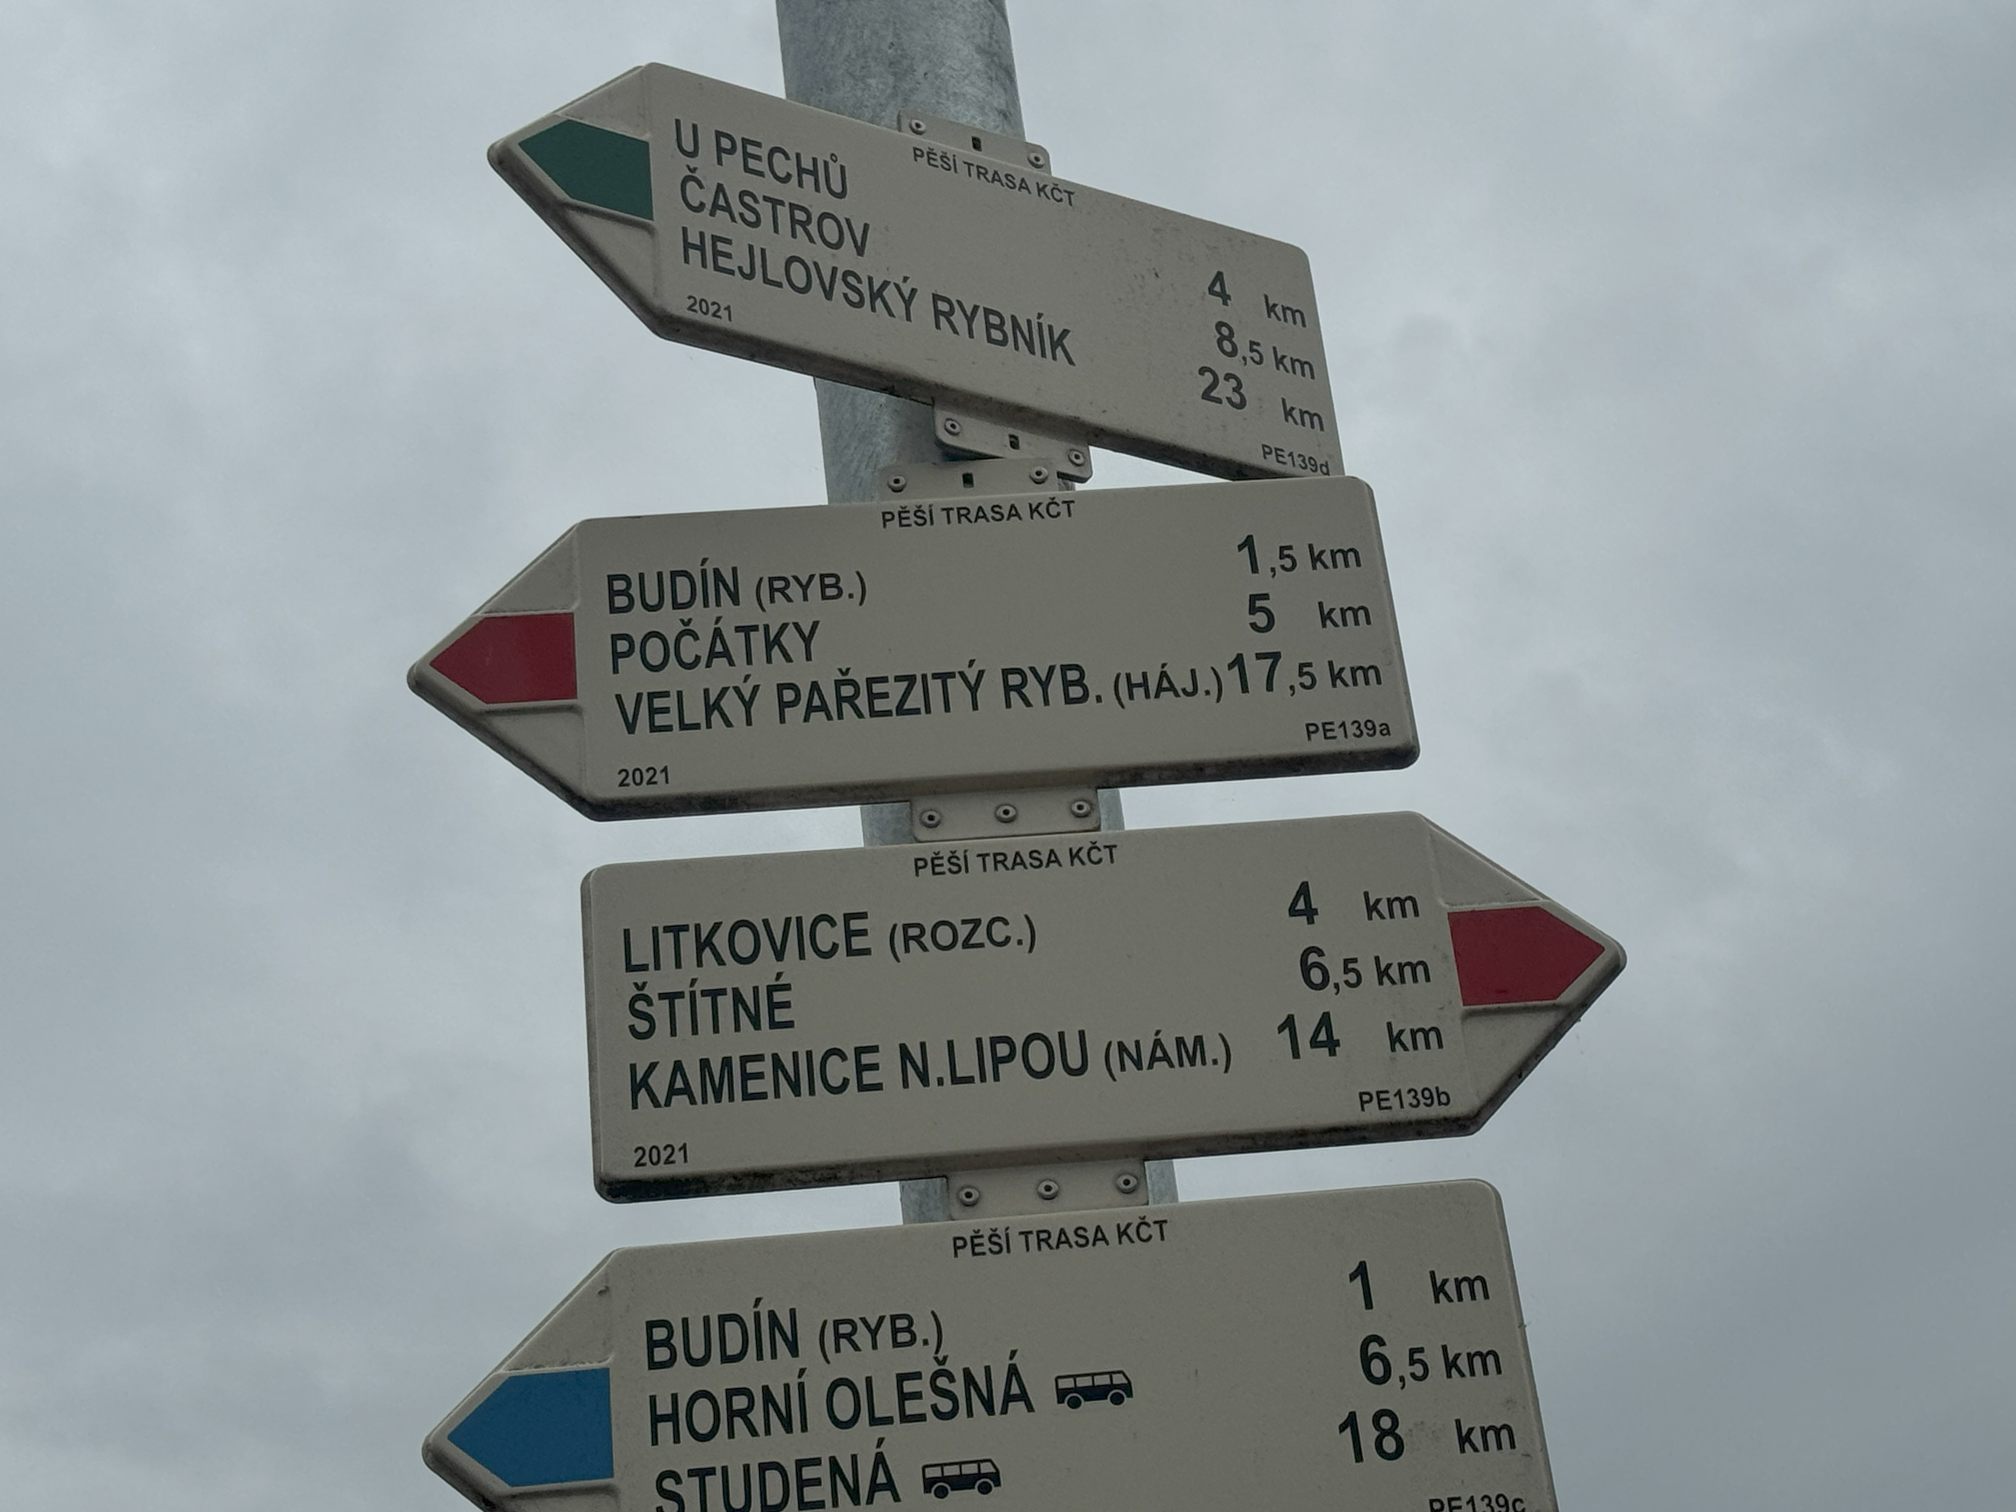 PĚŠÍ TRASA KČT
U PECHŮ 4 km
ČASTROV 8,5 km
HEJLOVSKÝ RYBNÍK 23 km
2021 PE139d
PĚŠÍ TRASA KČT
BUDÍN (RYB.) 1,5 km
POČÁTKY 5 km
VELKÝ PAŘEZITÝ RYB. (HÁJ.) 17,5 km
2021 PE139a
PĚŠÍ TRASA KČT
LITKOVICE (ROZC.) 4 km
ŠTÍTNÉ 6,5 km
KAMENICE N.LIPOU (NÁM.) 14 km
2021 PE139b
PĚŠÍ TRASA KČT
BUDÍN (RYB.) 1 km
HORNÍ OLEŠNÁ 6,5 km
STUDENÁ 18 km
PE139c